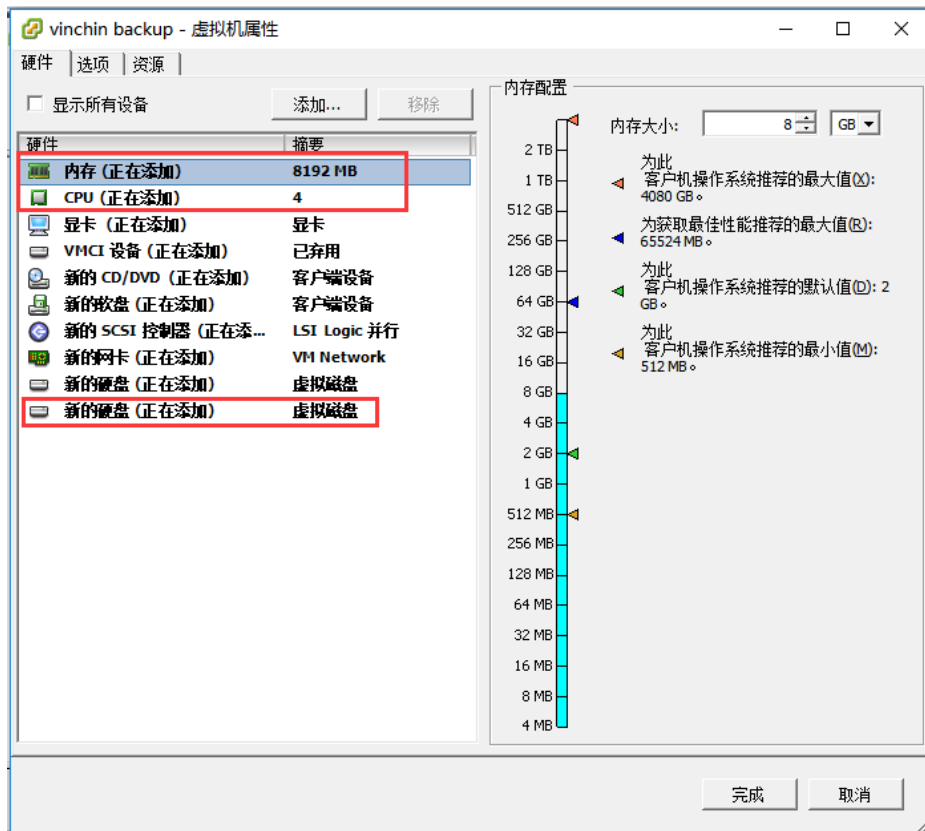 vinchin backup - 虚拟机属性
硬件 选项 资源
显示所有设备 添加... 移除
硬件 摘要
内存 (正在添加) 8192 MB
CPU (正在添加) 4
显卡 (正在添加) 显卡
VMCI 设备 (正在添加) 已弃用
新的 CD/DVD (正在添加) 客户端设备
新的软盘 (正在添加) 客户端设备
新的 SCSI 控制器 (正在添... LSI Logic 并行
新的网卡 (正在添加) VM Network
新的硬盘 (正在添加) 虚拟磁盘
新的硬盘 (正在添加) 虚拟磁盘
内存配置
2 TB
1 TB
512 GB
256 GB
128 GB
64 GB
32 GB
16 GB
8 GB
4 GB
2 GB
1 GB
512 MB
256 MB
128 MB
64 MB
32 MB
16 MB
8 MB
4 MB
内存大小: 8 GB
为此
客户机操作系统推荐的最大值(X):
4080 GB。
为获取最佳性能推荐的最大值(R):
65524 MB。
为此
客户机操作系统推荐的默认值(D): 2
GB。
为此
客户机操作系统推荐的最小值(M):
512 MB。
完成 取消